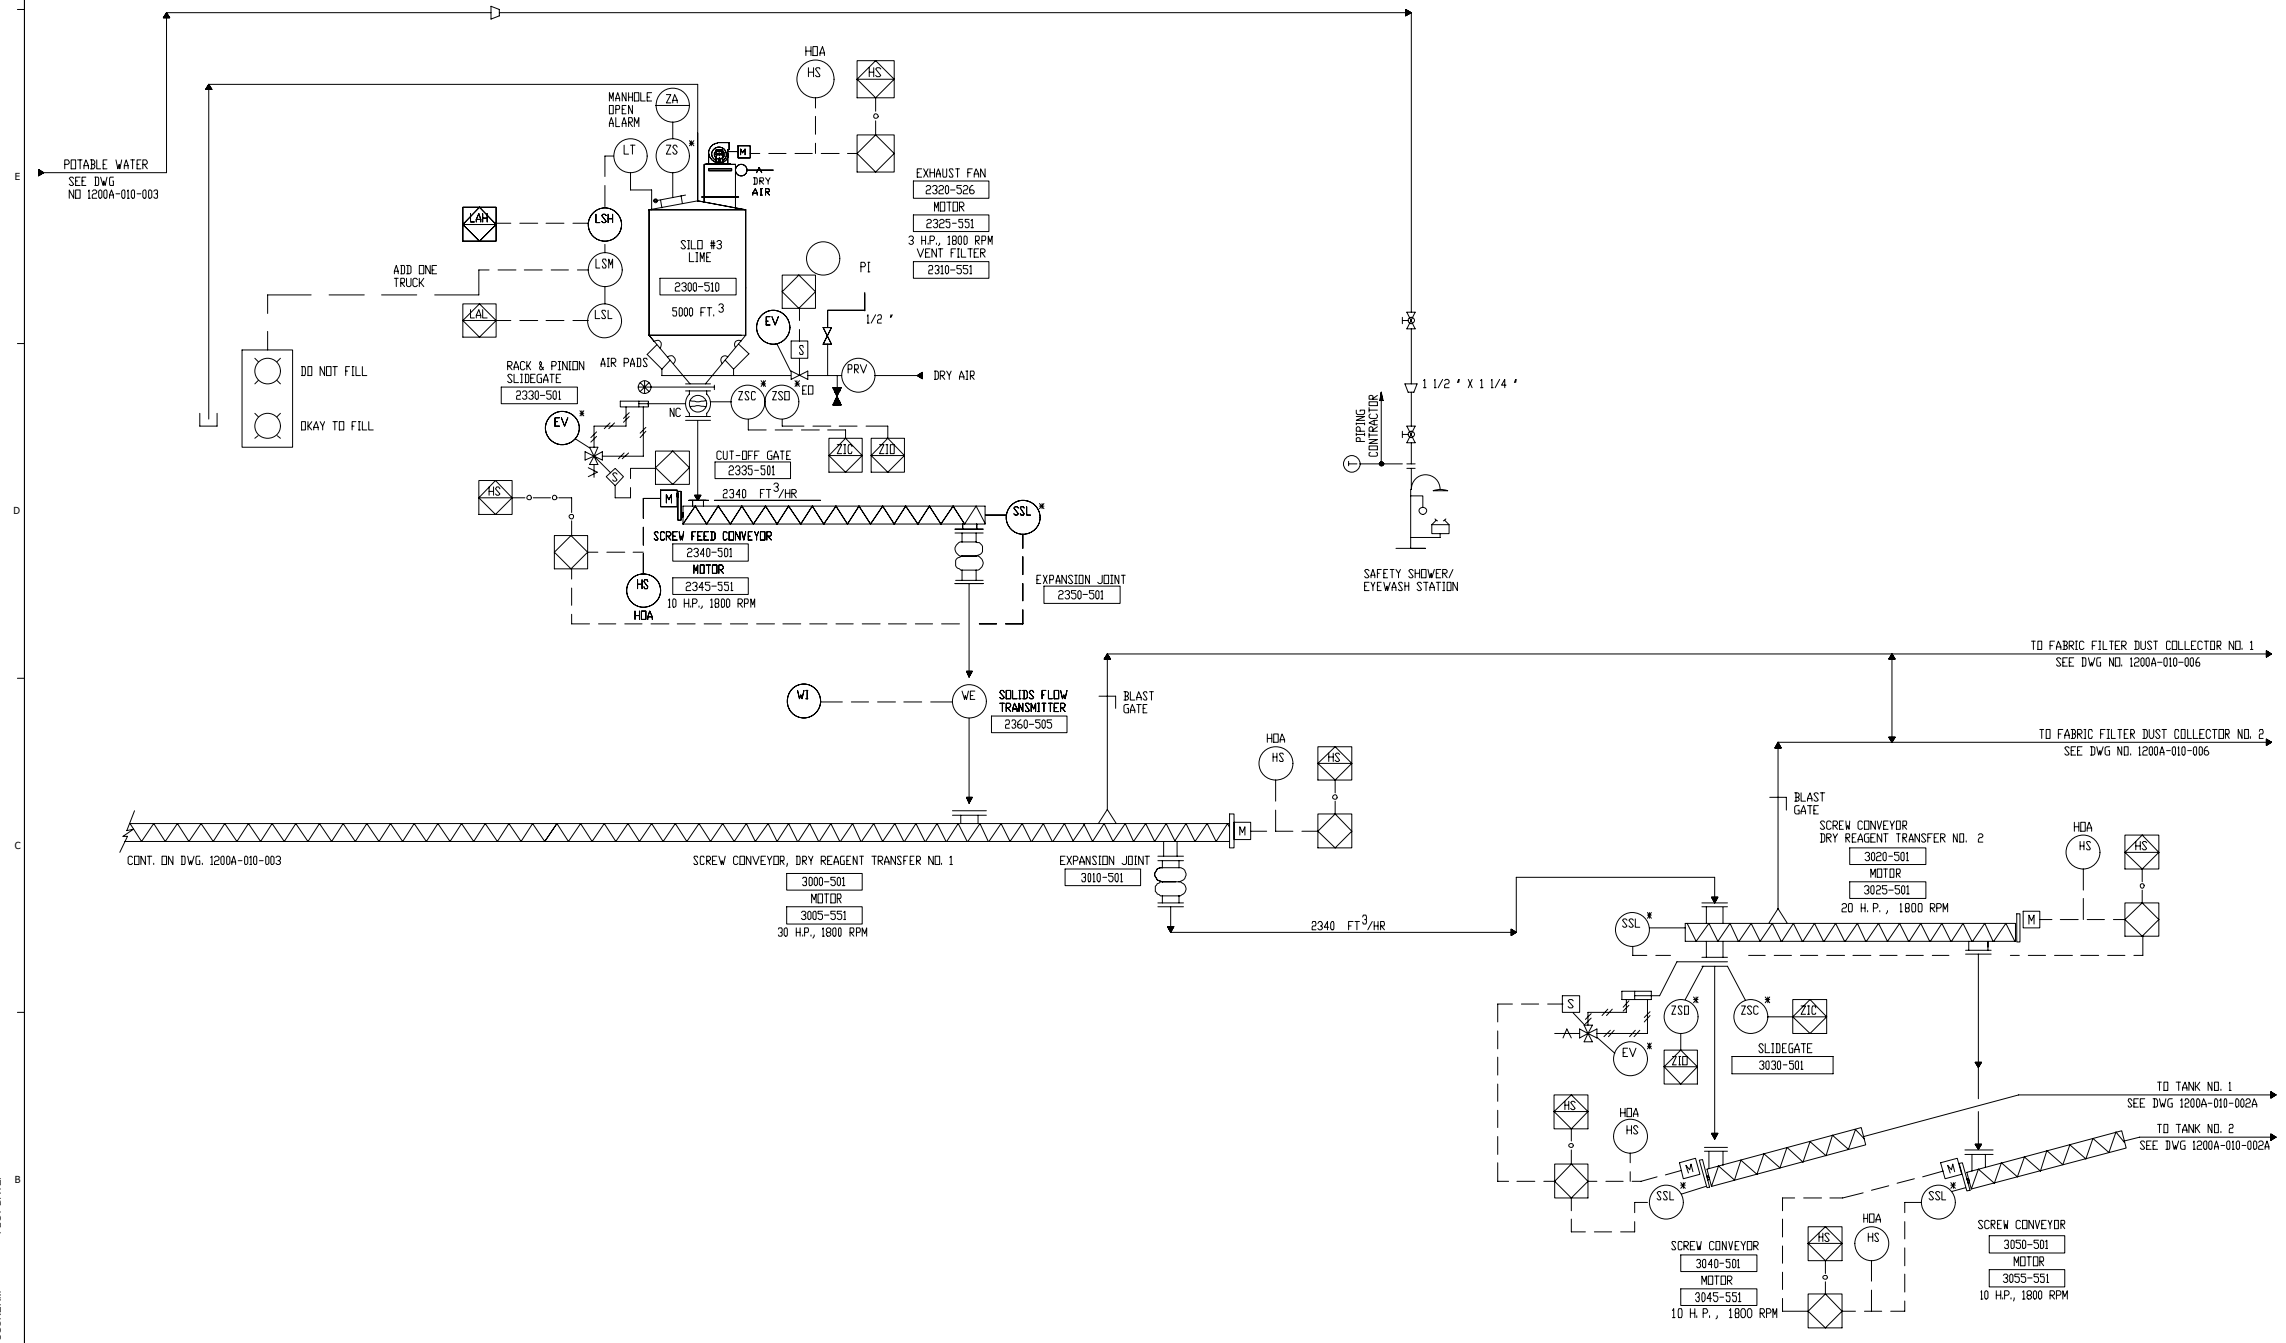 HOA
HS
HS
MANHOLE
OPEN
ALARM
ZA
LT
ZS
*
M
DRY
AIR
POTABLE WATER
SEE DWG
NO 1200A-010-003
E
EXHAUST FAN
2320-526
MOTOR
2325-551
3 H.P., 1800 RPM
VENT FILTER
2310-551
LAH
LSH
SILO #3
LIME
2300-510
5000 FT.3
ADD ONE
TRUCK
LSM
LAL
LSL
PI
EV
1/2 "
S
PRV
DRY AIR
AIR PADS
RACK & PINION
SLIDEGATE
2330-501
DO NOT FILL
OKAY TO FILL
ZSC
*
ZSO
*
EO
NC
EV
*
S
ZIC
ZIO
CUT-OFF GATE
2335-501
1 1/2 " X 1 1/4 "
PIPING
CONTRACTOR
T
HS
M
2340 FT3/HR
SSL
*
D
SCREW FEED CONVEYOR
2340-501
MOTOR
2345-551
10 H.P., 1800 RPM
HS
HOA
EXPANSION JOINT
2350-501
SAFETY SHOWER/
EYEWASH STATION
TO FABRIC FILTER DUST COLLECTOR NO. 1
SEE DWG NO. 1200A-010-006
WI
WE
SOLIDS FLOW
TRANSMITTER
2360-505
BLAST
GATE
TO FABRIC FILTER DUST COLLECTOR NO. 2
SEE DWG NO. 1200A-010-006
HOA
HS
HS
M
BLAST
GATE
C
CONT. ON DWG. 1200A-010-003
SCREW CONVEYOR, DRY REAGENT TRANSFER NO. 1
3000-501
MOTOR
3005-551
30 H.P., 1800 RPM
EXPANSION JOINT
3010-501
2340 FT3/HR
SCREW CONVEYOR
DRY REAGENT TRANSFER NO. 2
3020-501
MOTOR
3025-501
20 H.P., 1800 RPM
HOA
HS
HS
SSL
*
M
S
ZSO
*
ZSC
*
ZIC
EV
*
ZIO
SLIDEGATE
3030-501
TO TANK NO. 1
SEE DWG 1200A-010-002A
TO TANK NO. 2
SEE DWG 1200A-010-002A
HS
HOA
HS
M
SSL
*
M
SSL
*
B
SCREW CONVEYOR
3040-501
MOTOR
3045-551
10 H.P., 1800 RPM
HS
HOA
HS
SCREW CONVEYOR
3050-501
MOTOR
3055-551
10 H.P., 1800 RPM